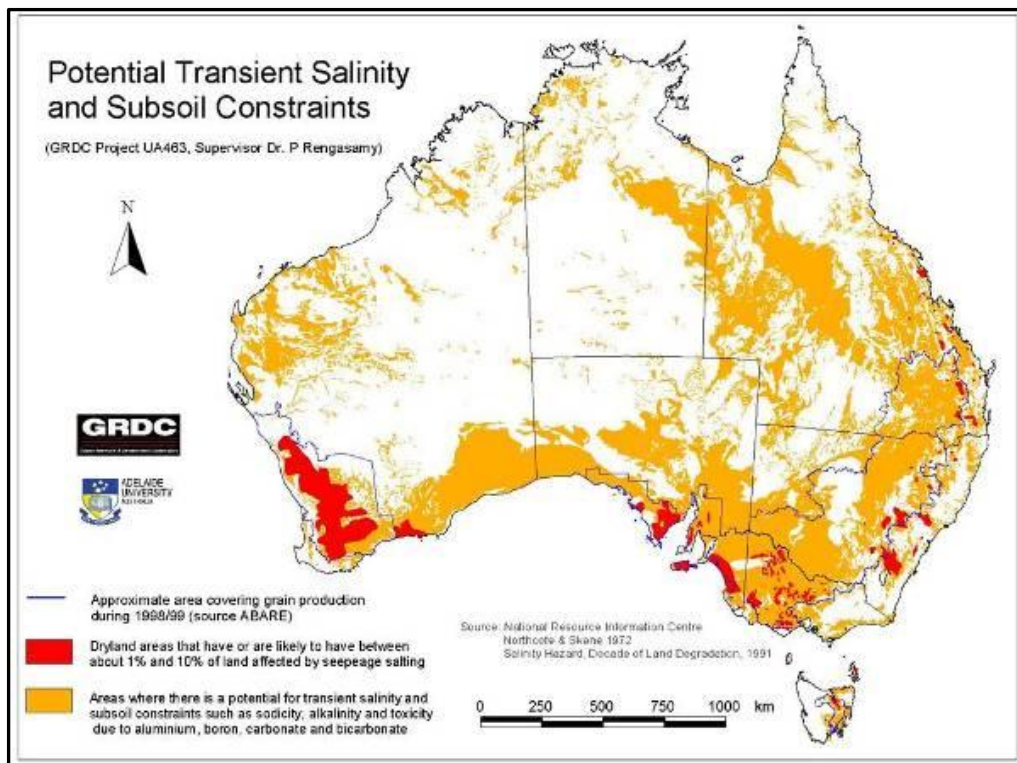 Potential Transient Salinity
and Subsoil Constraints
(GRDC Project UA463, Supervisor Dr. P Rengasamy)
N
GRDC
ADELAIDE
UNIVERSITY
AUSTRALIA
Approximate area covering grain production
during 1998/99 (source ABARE)
Dryland areas that have or are likely to have between
about 1% and 10% of land affected by seepage salting
Areas where there is a potential for transient salinity and
subsoil constraints such as sodicity, alkalinity and toxicity
due to aluminium, boron, carbonate and bicarbonate
Source: National Resource Information Centre
Northcote & Skene 1972
Salinity Hazard, Decade of Land Degradation, 1991
0 250 500 750 1000 km